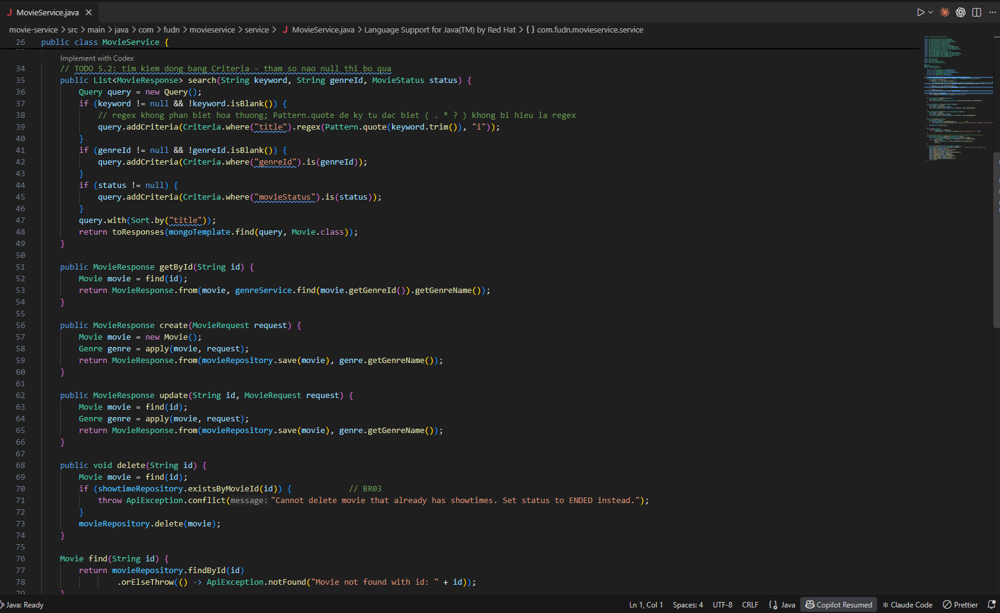 J MovieService.java ×
movie-service > src > main > java > com > fudn > movieservice > service > J MovieService.java > Language Support for Java(TM) by Red Hat > { } com.fudn.movieservice.service
26 public class MovieService {
Implement with Codex
34 // TODO 5.2: tim kiem dong bang Criteria - tham so nao null thi bo qua
35 public List<MovieResponse> search(String keyword, String genreId, MovieStatus status) {
36 Query query = new Query();
37 if (keyword != null && !keyword.isBlank()) {
38 // regex khong phan biet hoa thuong; Pattern.quote de ky tu dac biet ( . * ? ) khong bi hieu la regex
39 query.addCriteria(Criteria.where("title").regex(Pattern.quote(keyword.trim()), "i"));
40 }
41 if (genreId != null && !genreId.isBlank()) {
42 query.addCriteria(Criteria.where("genreId").is(genreId));
43 }
44 if (status != null) {
45 query.addCriteria(Criteria.where("movieStatus").is(status));
46 }
47 query.with(Sort.by("title"));
48 return toResponses(mongoTemplate.find(query, Movie.class));
49 }
50
51 public MovieResponse getById(String id) {
52 Movie movie = find(id);
53 return MovieResponse.from(movie, genreService.find(movie.getGenreId()).getGenreName());
54 }
55
56 public MovieResponse create(MovieRequest request) {
57 Movie movie = new Movie();
58 Genre genre = apply(movie, request);
59 return MovieResponse.from(movieRepository.save(movie), genre.getGenreName());
60 }
61
62 public MovieResponse update(String id, MovieRequest request) {
63 Movie movie = find(id);
64 Genre genre = apply(movie, request);
65 return MovieResponse.from(movieRepository.save(movie), genre.getGenreName());
66 }
67
68 public void delete(String id) {
69 Movie movie = find(id);
70 if (showtimeRepository.existsByMovieId(id)) { // BR03
71 throw ApiException.conflict(message: "Cannot delete movie that already has showtimes. Set status to ENDED instead.");
72 }
73 movieRepository.delete(movie);
74 }
75
76 Movie find(String id) {
77 return movieRepository.findById(id)
78 .orElseThrow(() -> ApiException.notFound("Movie not found with id: " + id));
79 }
Java: Ready Ln 1, Col 1 Spaces: 4 UTF-8 CRLF { } Java Copilot Resumed Claude Code Prettier